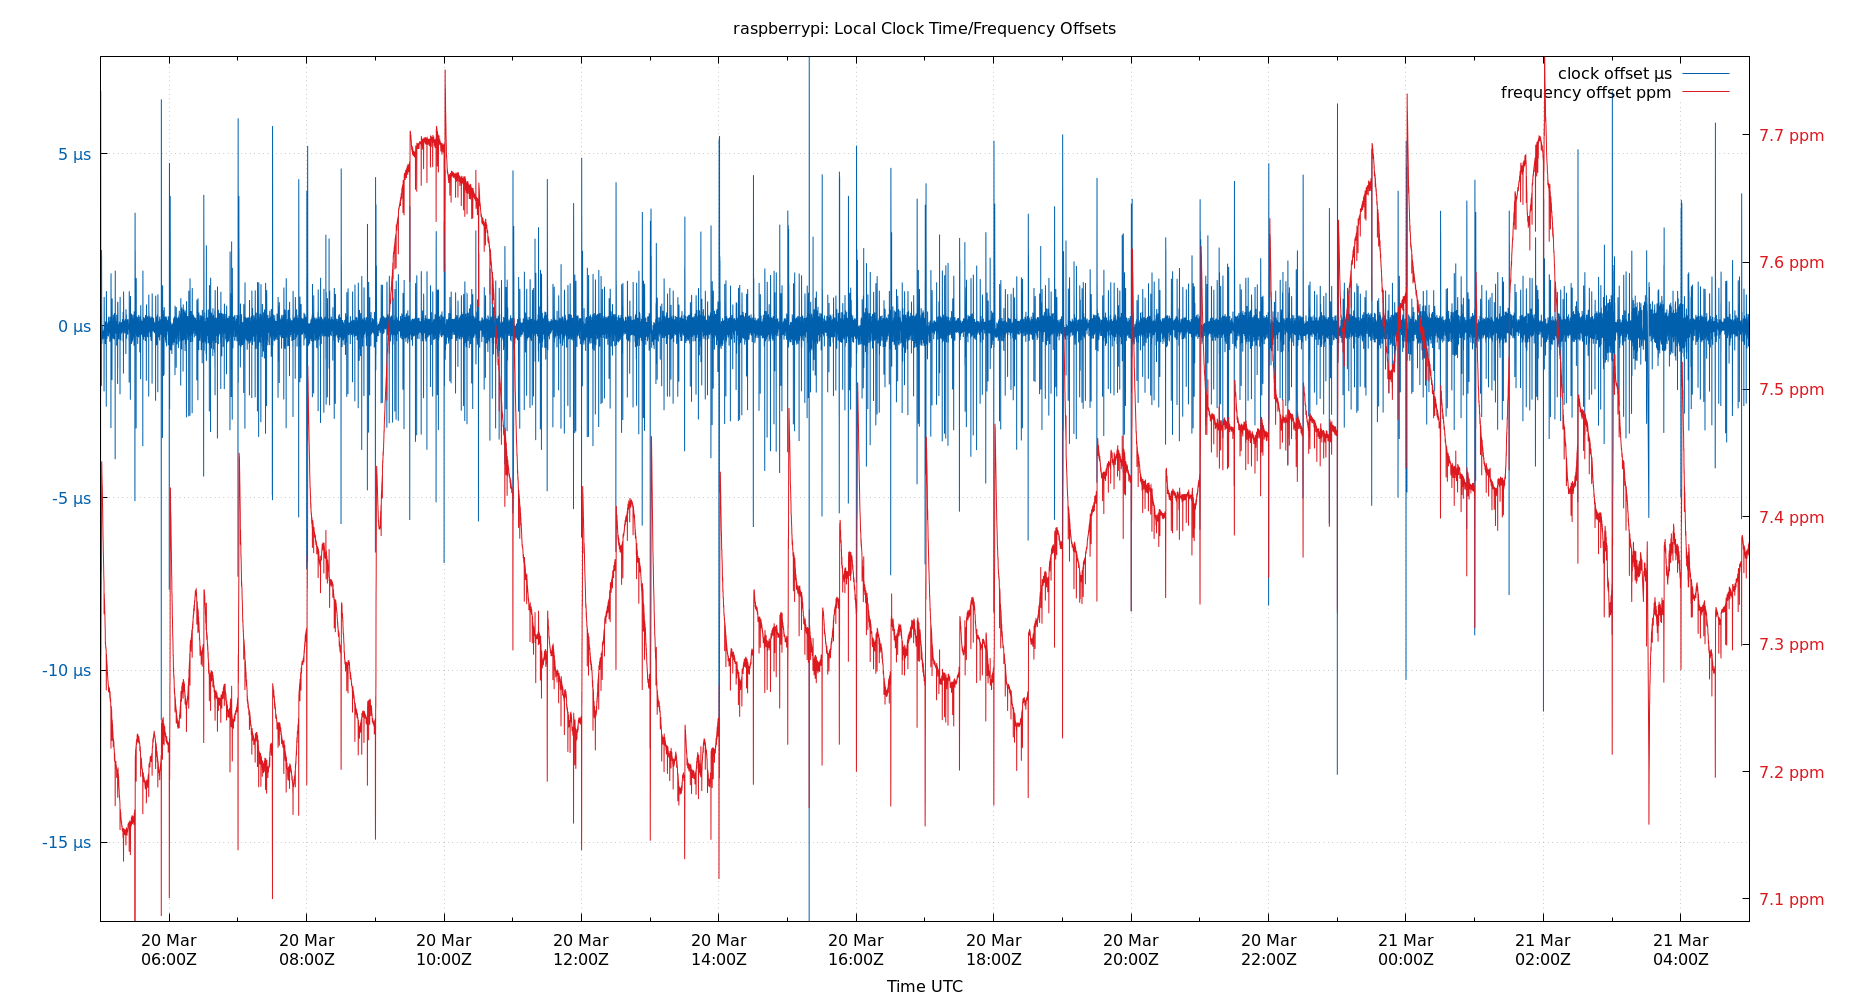 raspberrypi: Local Clock Time/Frequency Offsets
clock offset µs
frequency offset ppm
5 µs
0 µs
-5 µs
-10 µs
-15 µs
7.7 ppm
7.6 ppm
7.5 ppm
7.4 ppm
7.3 ppm
7.2 ppm
7.1 ppm
20 Mar 20 Mar 20 Mar 20 Mar 20 Mar 20 Mar 20 Mar 20 Mar 20 Mar 21 Mar 21 Mar 21 Mar
06:00Z 08:00Z 10:00Z 12:00Z 14:00Z 16:00Z 18:00Z 20:00Z 22:00Z 00:00Z 02:00Z 04:00Z
Time UTC